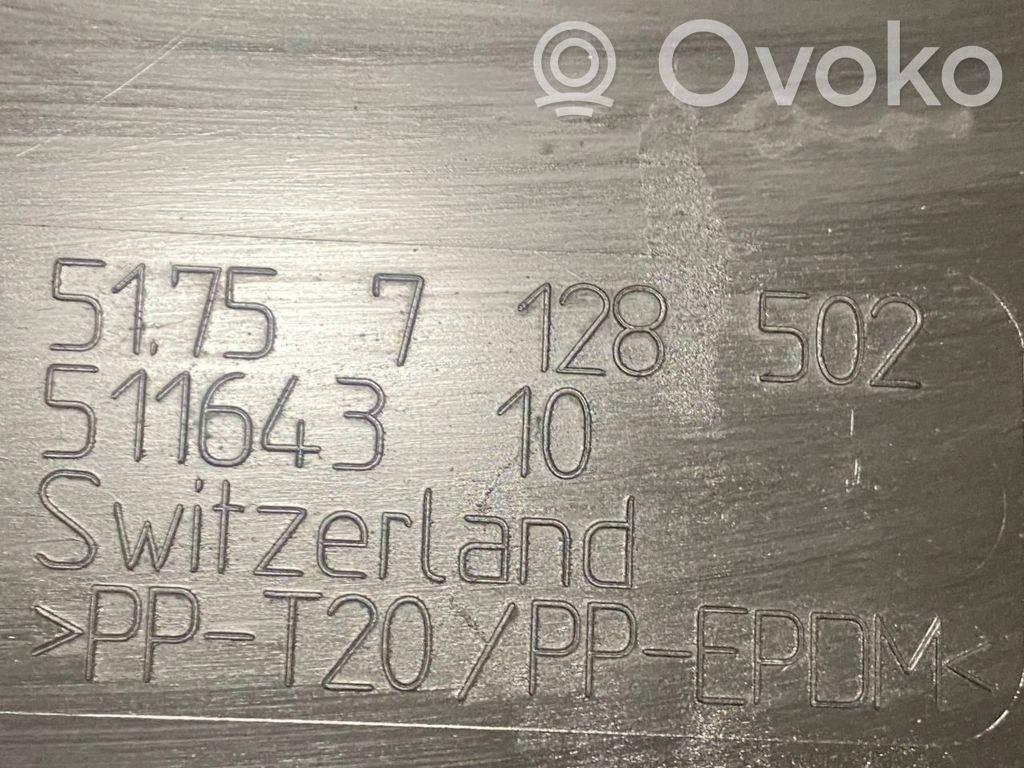 Ovoko
51.75 7 128 502
511643 10
Switzerland
>PP-T20/PP-EPDM<